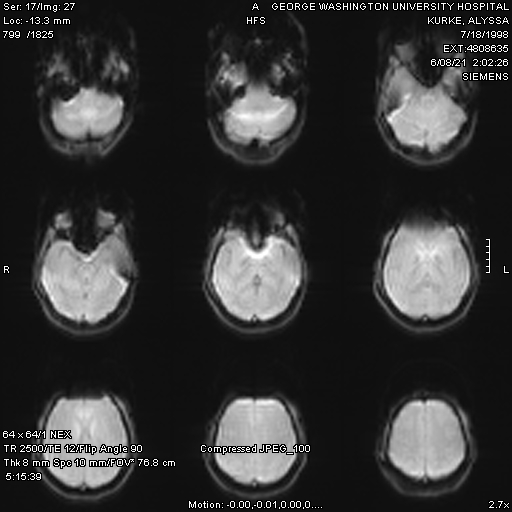 Ser: 17/Img: 27
Loc: -13.3 mm
799 /1825
A GEORGE WASHINGTON UNIVERSITY HOSPITAL
HFS
KURKE, ALYSSA
7/18/1998
EXT:4808635
6/08/21 2:02:26
SIEMENS
R
L
64 x 64/1 NEX
TR 2500/TE 12/Flip Angle 90
Thk 8 mm Spc 10 mm/FOV" 76.8 cm
5:15:39
Compressed JPEG_100
Motion: -0.00,-0.01,0.00,0....
2.7x